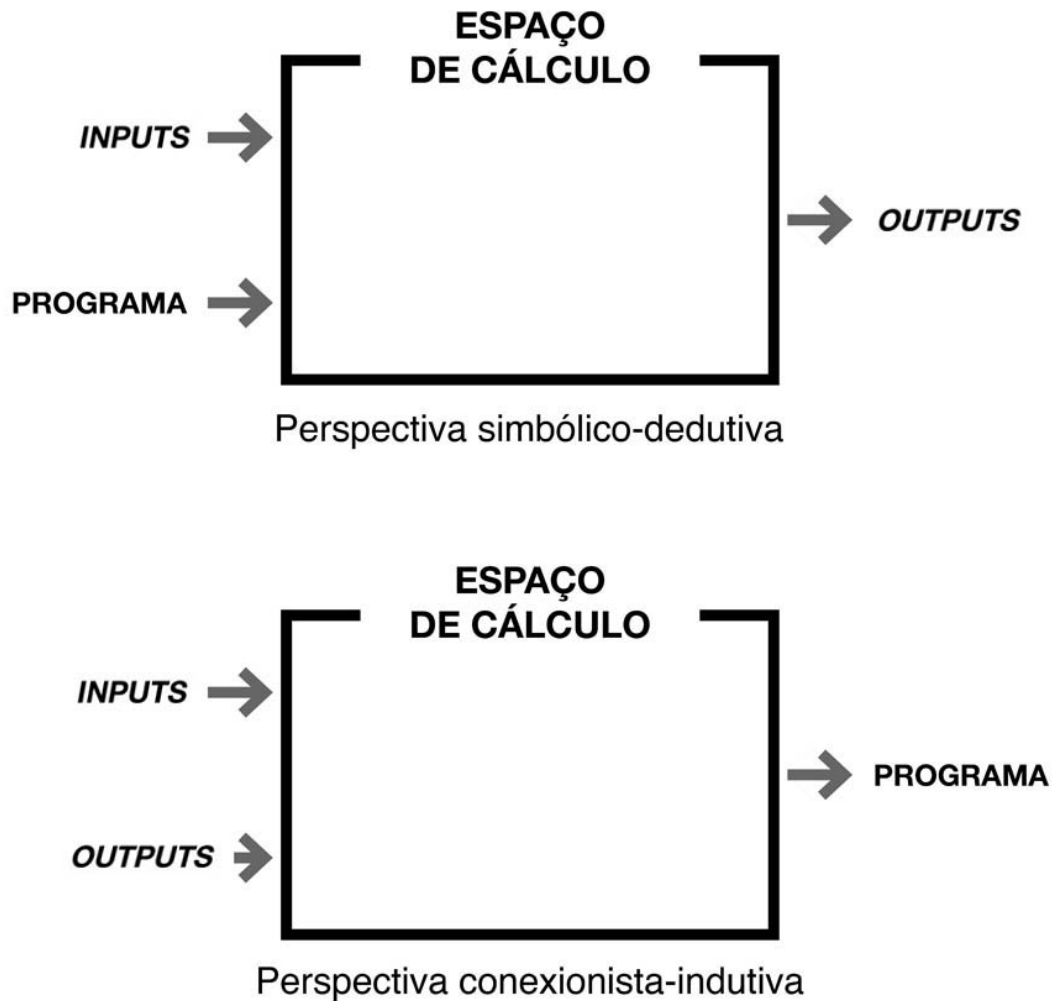 ESPAÇO
DE CÁLCULO
INPUTS
OUTPUTS
PROGRAMA
Perspectiva simbólico-dedutiva
ESPAÇO
DE CÁLCULO
INPUTS
PROGRAMA
OUTPUTS
Perspectiva conexionista-indutiva